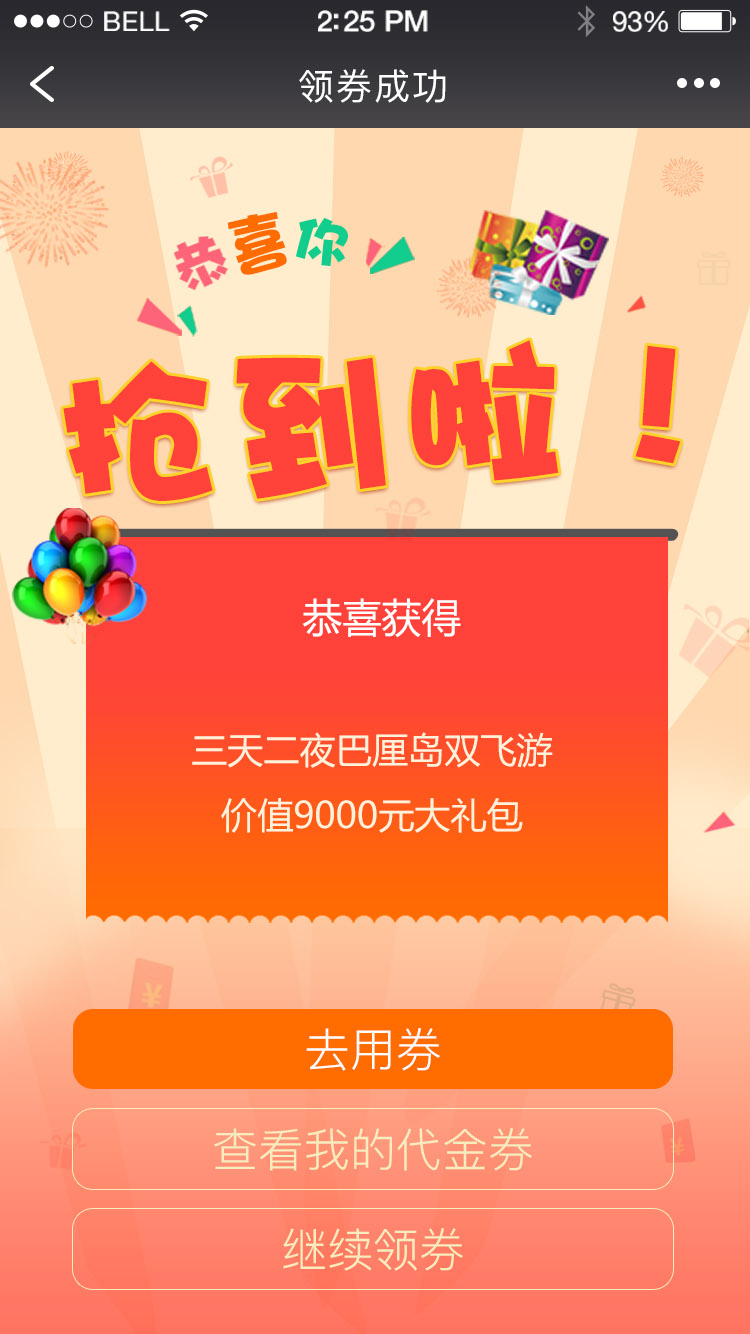 BELL 2:25 PM 93%
领券成功
恭喜你
抢到啦！
恭喜获得
三天二夜巴厘岛双飞游
价值9000元大礼包
¥
去用券
查看我的代金券
¥
继续领券